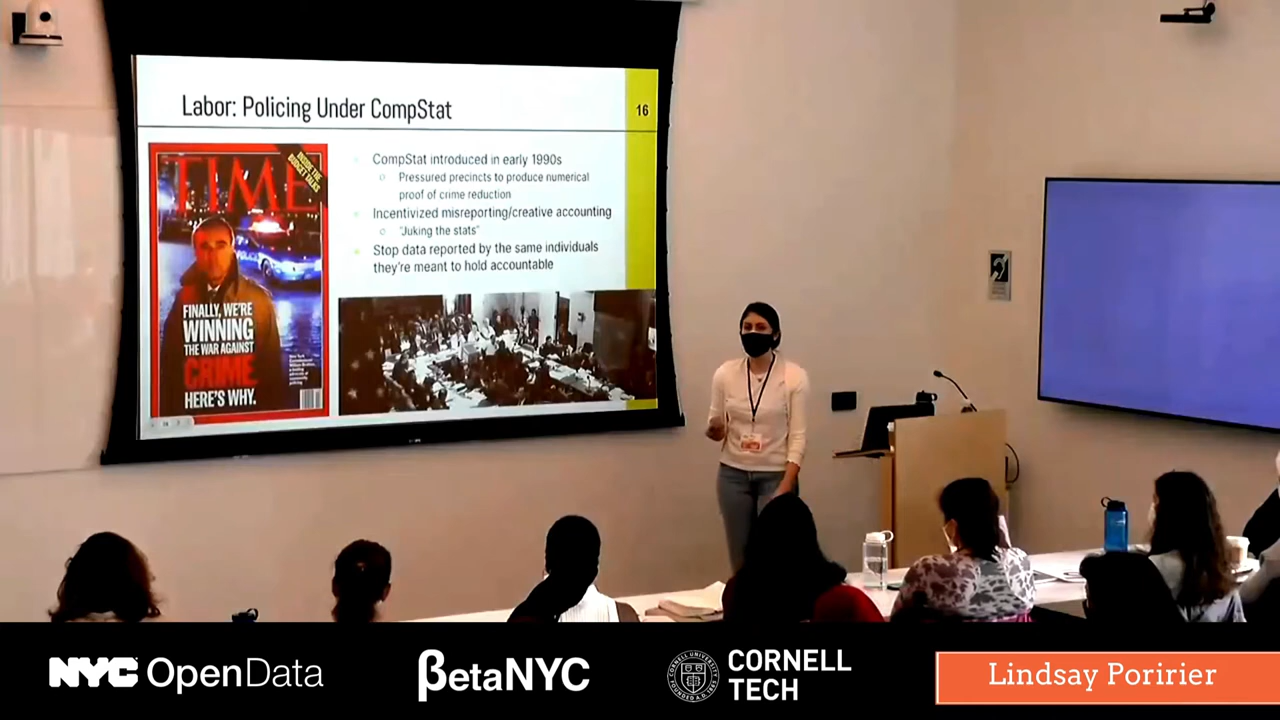 Labor: Policing Under CompStat
16
TIME
INSIDE THE
BUDGET TALKS
FINALLY, WE'RE
WINNING
THE WAR AGAINST
CRIME
HERE'S WHY.
CompStat introduced in early 1990s
Pressured precincts to produce numerical
proof of crime reduction
Incentivized misreporting/creative accounting
"Juking the stats"
Stop data reported by the same individuals
they're meant to hold accountable
NYC OpenData
βetaNYC
CORNELL
TECH
Lindsay Poririer